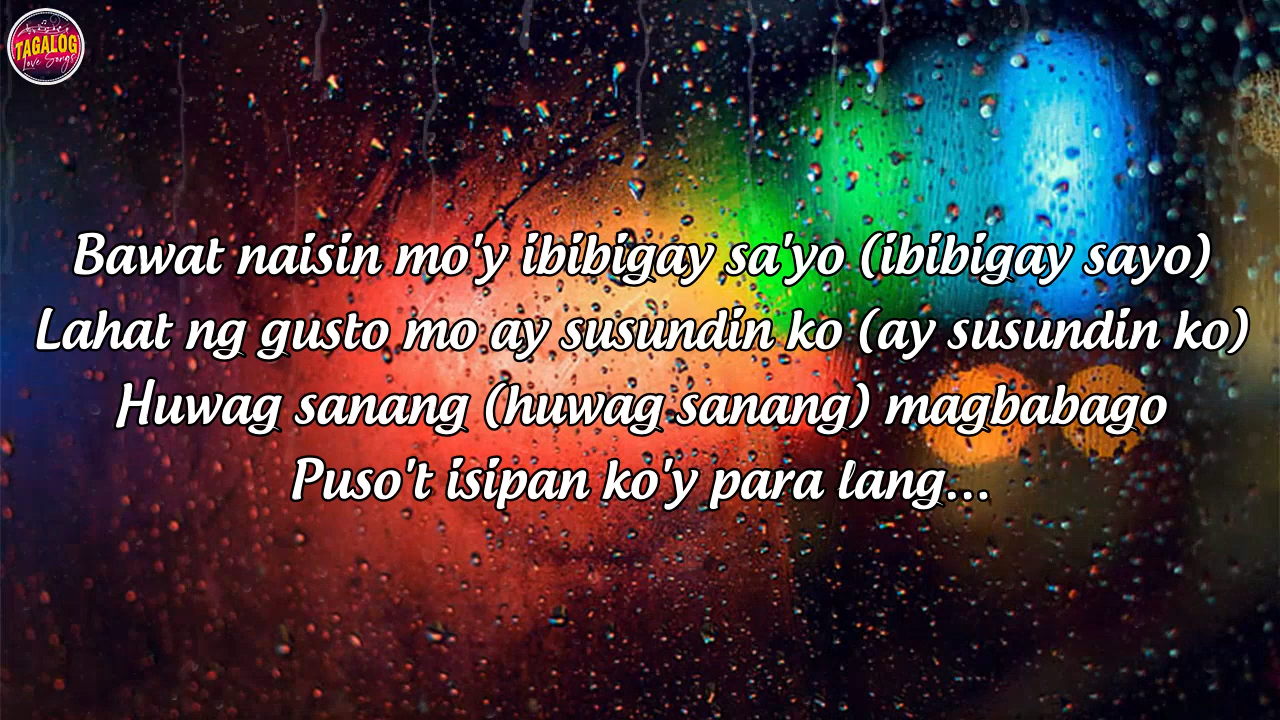 TAGALOG
Love Songs
Bawat naisin mo'y ibibigay sa'yo (ibibigay sayo)
Lahat ng gusto mo ay susundin ko (ay susundin ko)
Huwag sanang (huwag sanang) magbabago
Puso't isipan ko'y para lang...